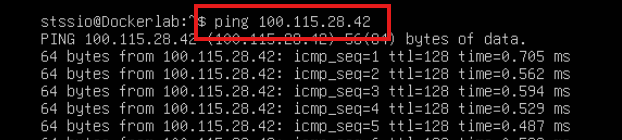 stssio@Dockerlab:~$ ping 100.115.28.42
PING 100.115.28.42 (100.115.28.42) 56(84) bytes of data.
64 bytes from 100.115.28.42: icmp_seq=1 ttl=128 time=0.705 ms
64 bytes from 100.115.28.42: icmp_seq=2 ttl=128 time=0.562 ms
64 bytes from 100.115.28.42: icmp_seq=3 ttl=128 time=0.594 ms
64 bytes from 100.115.28.42: icmp_seq=4 ttl=128 time=0.529 ms
64 bytes from 100.115.28.42: icmp_seq=5 ttl=128 time=0.487 ms